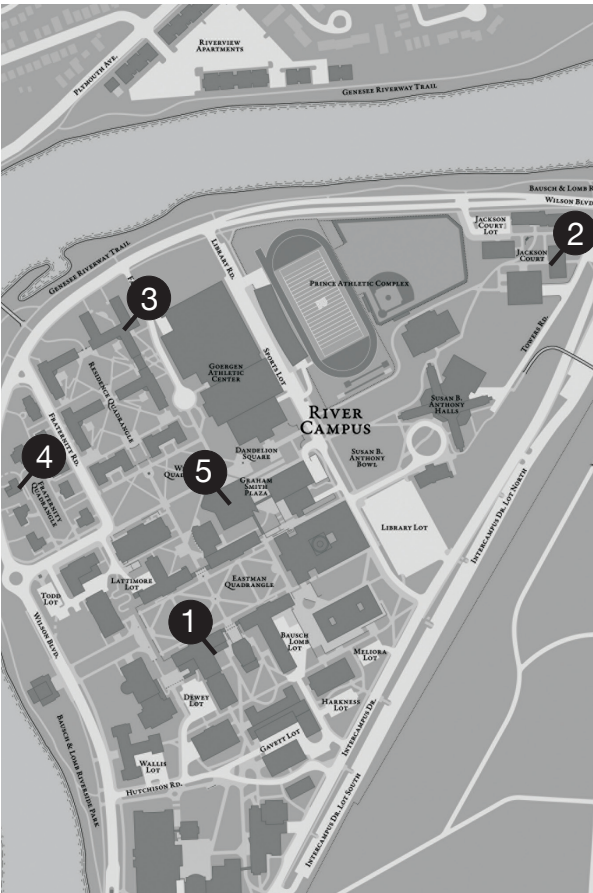 RIVERVIEW
APARTMENTS
PLYMOUTH AVE.
GENESEE RIVERWAY TRAIL
BAUSCH & LOMB R
WILSON BLVD
JACKSON
COURT
LOT
2
JACKSON
COURT
GENESEE RIVERWAY TRAIL
LIBRARY RD.
3
PRINCE ATHLETIC COMPLEX
TOWERS RD.
SPORTS LOT
GOERGEN
ATHLETIC
CENTER
RESIDENCE QUADRANGLE
SUSAN B.
ANTHONY
HALLS
RIVER
CAMPUS
FRATERNITY RD.
4
FRATERNITY
QUADRANGLE
DANDELION
SQUARE
SUSAN B.
ANTHONY
BOWL
5
GRAHAM
SMITH
PLAZA
INTERCAMPUS DR. LOT NORTH
LIBRARY LOT
LATTIMORE
LOT
EASTMAN
QUADRANGLE
TODD
LOT
WILSON BLVD.
1
BAUSCH
LOMB
LOT
MELIORA
LOT
DEWEY
LOT
HARKNESS
LOT
GAVETT LOT
INTERCAMPUS DR.
WALLIS
LOT
HUTCHISON RD.
BAUSCH & LOMB RIVERSIDE PARK
INTERCAMPUS DR. LOT SOUTH